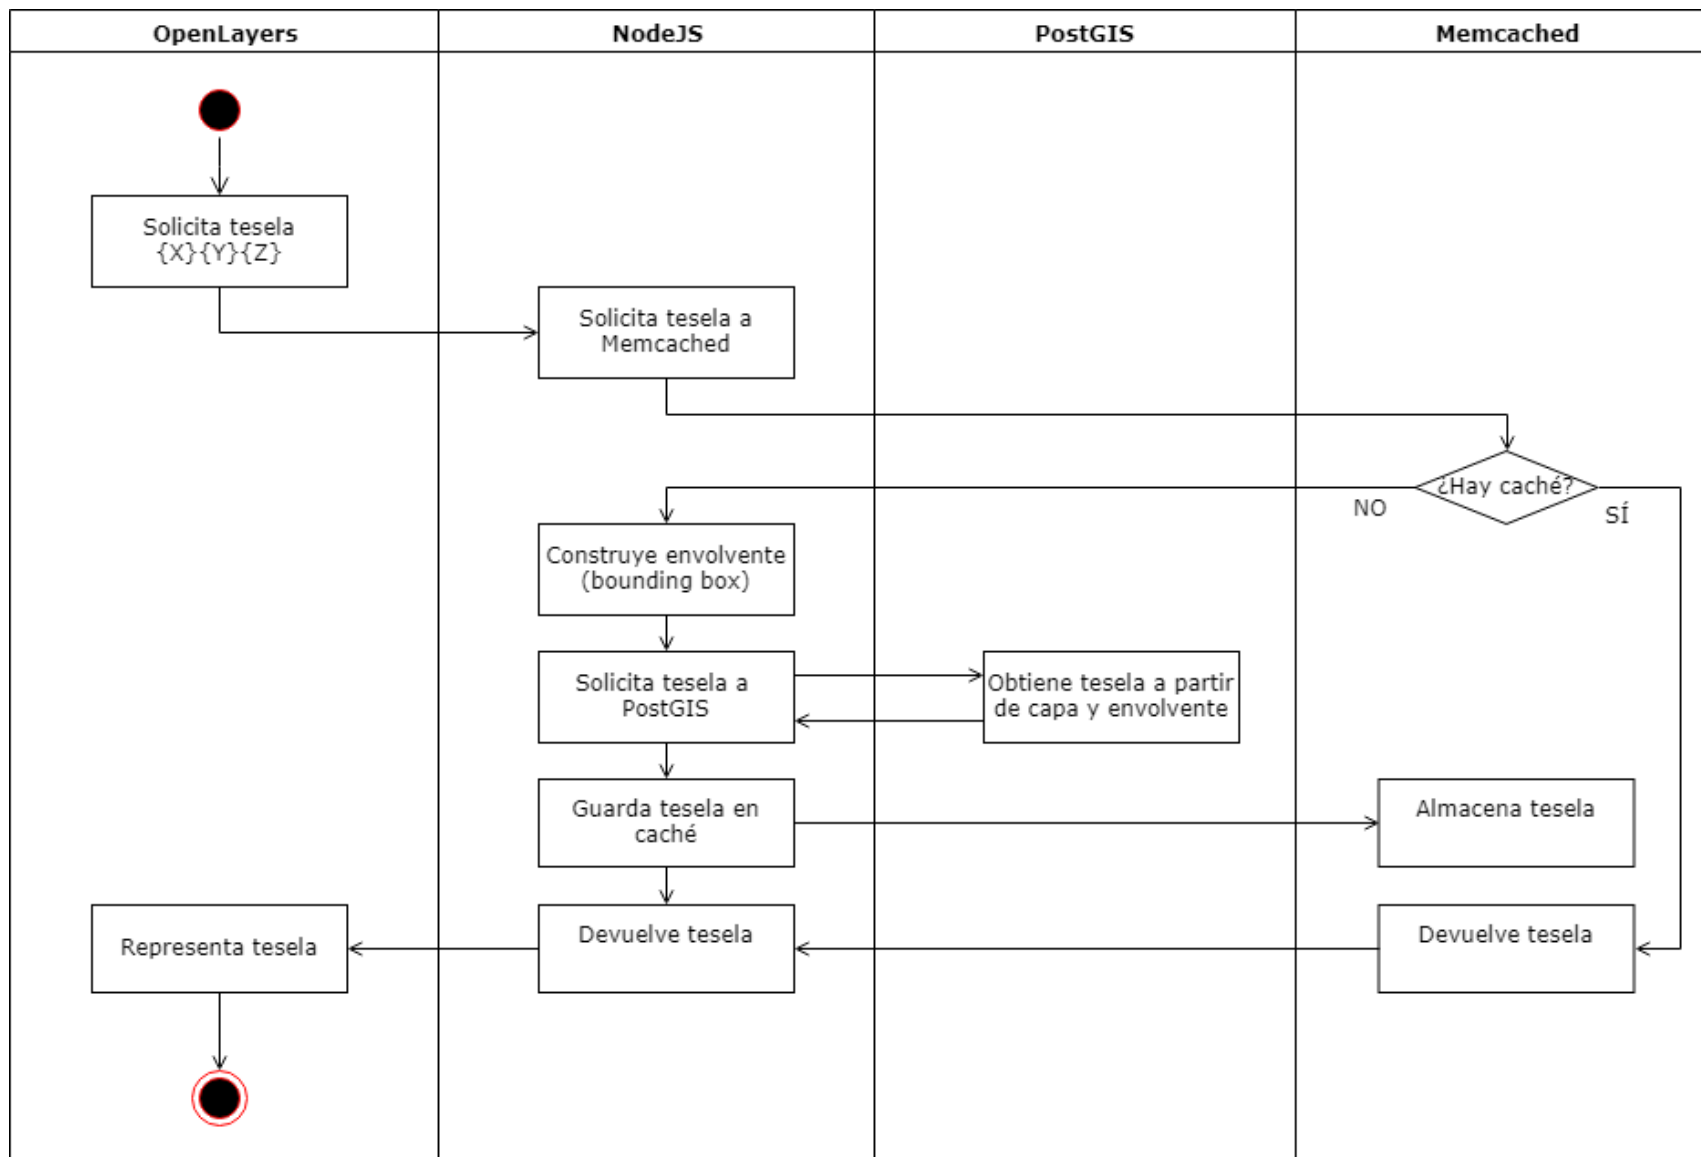 OpenLayers
NodeJS
PostGIS
Memcached
Solicita tesela
{X}{Y}{Z}
Solicita tesela a
Memcached
¿Hay caché?
NO
SÍ
Construye envolvente
(bounding box)
Solicita tesela a
PostGIS
Obtiene tesela a partir
de capa y envolvente
Guarda tesela en
caché
Almacena tesela
Representa tesela
Devuelve tesela
Devuelve tesela